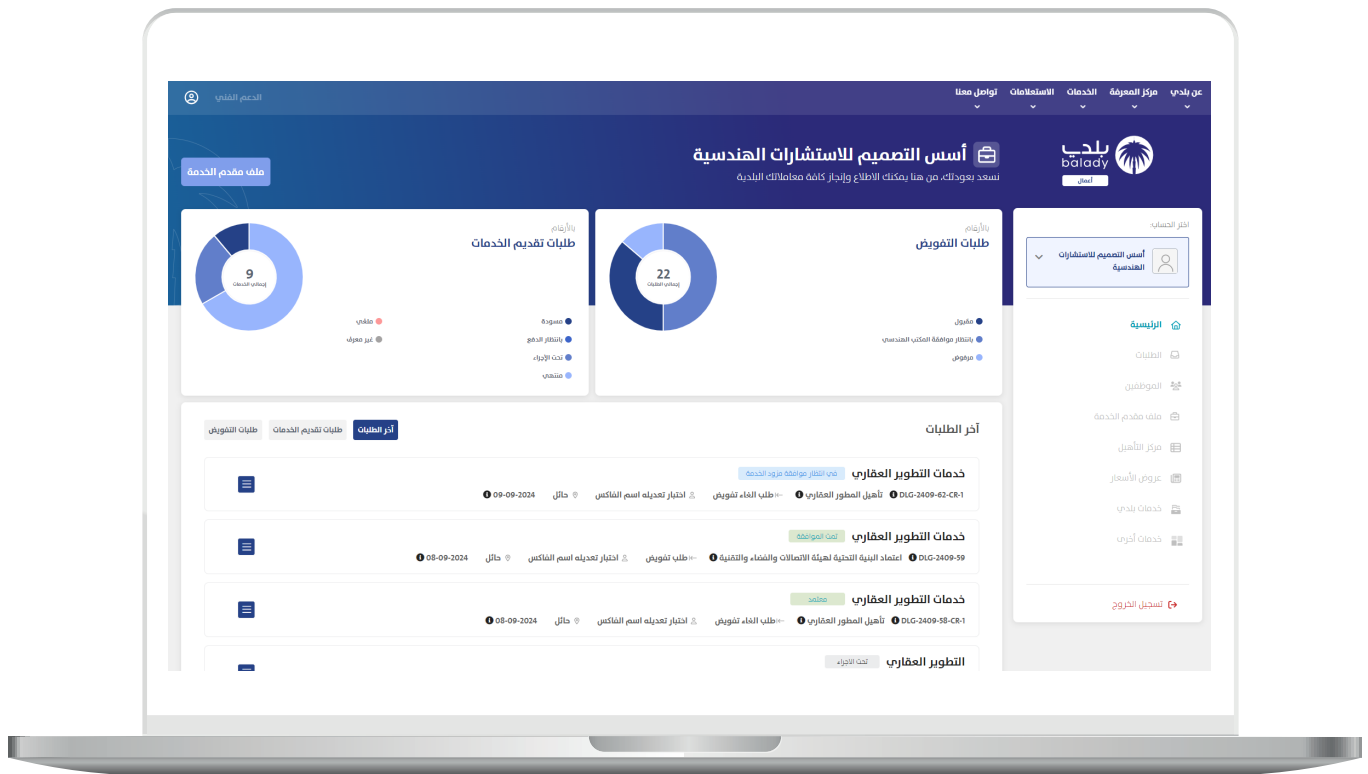 عن بلدي مركز المعرفة الخدمات الاستعلامات تواصل معنا الدعم الفني
بلدي
balady
أعمال
أسس التصميم للاستشارات الهندسية
نسعد بعودتك، من هنا يمكنك الاطلاع وإنجاز كافة معاملاتك البلدية
ملف مقدم الخدمة
اختر الحساب:
أسس التصميم للاستشارات
الهندسية
الرئيسية
الطلبات
الموظفين
ملف مقدم الخدمة
مركز التأهيل
عروض الأسعار
خدمات بلدي
خدمات أخرى
تسجيل الخروج
بالأرقام
طلبات التفويض
22
إجمالي الطلبات
مقبول
بانتظار موافقة المكتب الهندسي
مرفوض
بالأرقام
طلبات تقديم الخدمات
9
إجمالي الخدمات
مسودة
بانتظار الدفع
تحت الإجراء
منتهي
ملغي
غير معرف
آخر الطلبات
آخر الطلبات طلبات تقديم الخدمات طلبات التفويض
خدمات التطوير العقاري في انتظار موافقة مزود الخدمة
DLG-2409-62-CR-1 تأهيل المطور العقاري طلب الغاء تفويض اختبار تعديله اسم الفاكس حائل 09-09-2024
خدمات التطوير العقاري تمت الموافقة
DLG-2409-59 اعتماد البنية التحتية لهيئة الاتصالات والفضاء والتقنية طلب تفويض اختبار تعديله اسم الفاكس حائل 08-09-2024
خدمات التطوير العقاري معتمد
DLG-2409-58-CR-1 تأهيل المطور العقاري طلب الغاء تفويض اختبار تعديله اسم الفاكس حائل 08-09-2024
التطوير العقاري تحت الاجراء